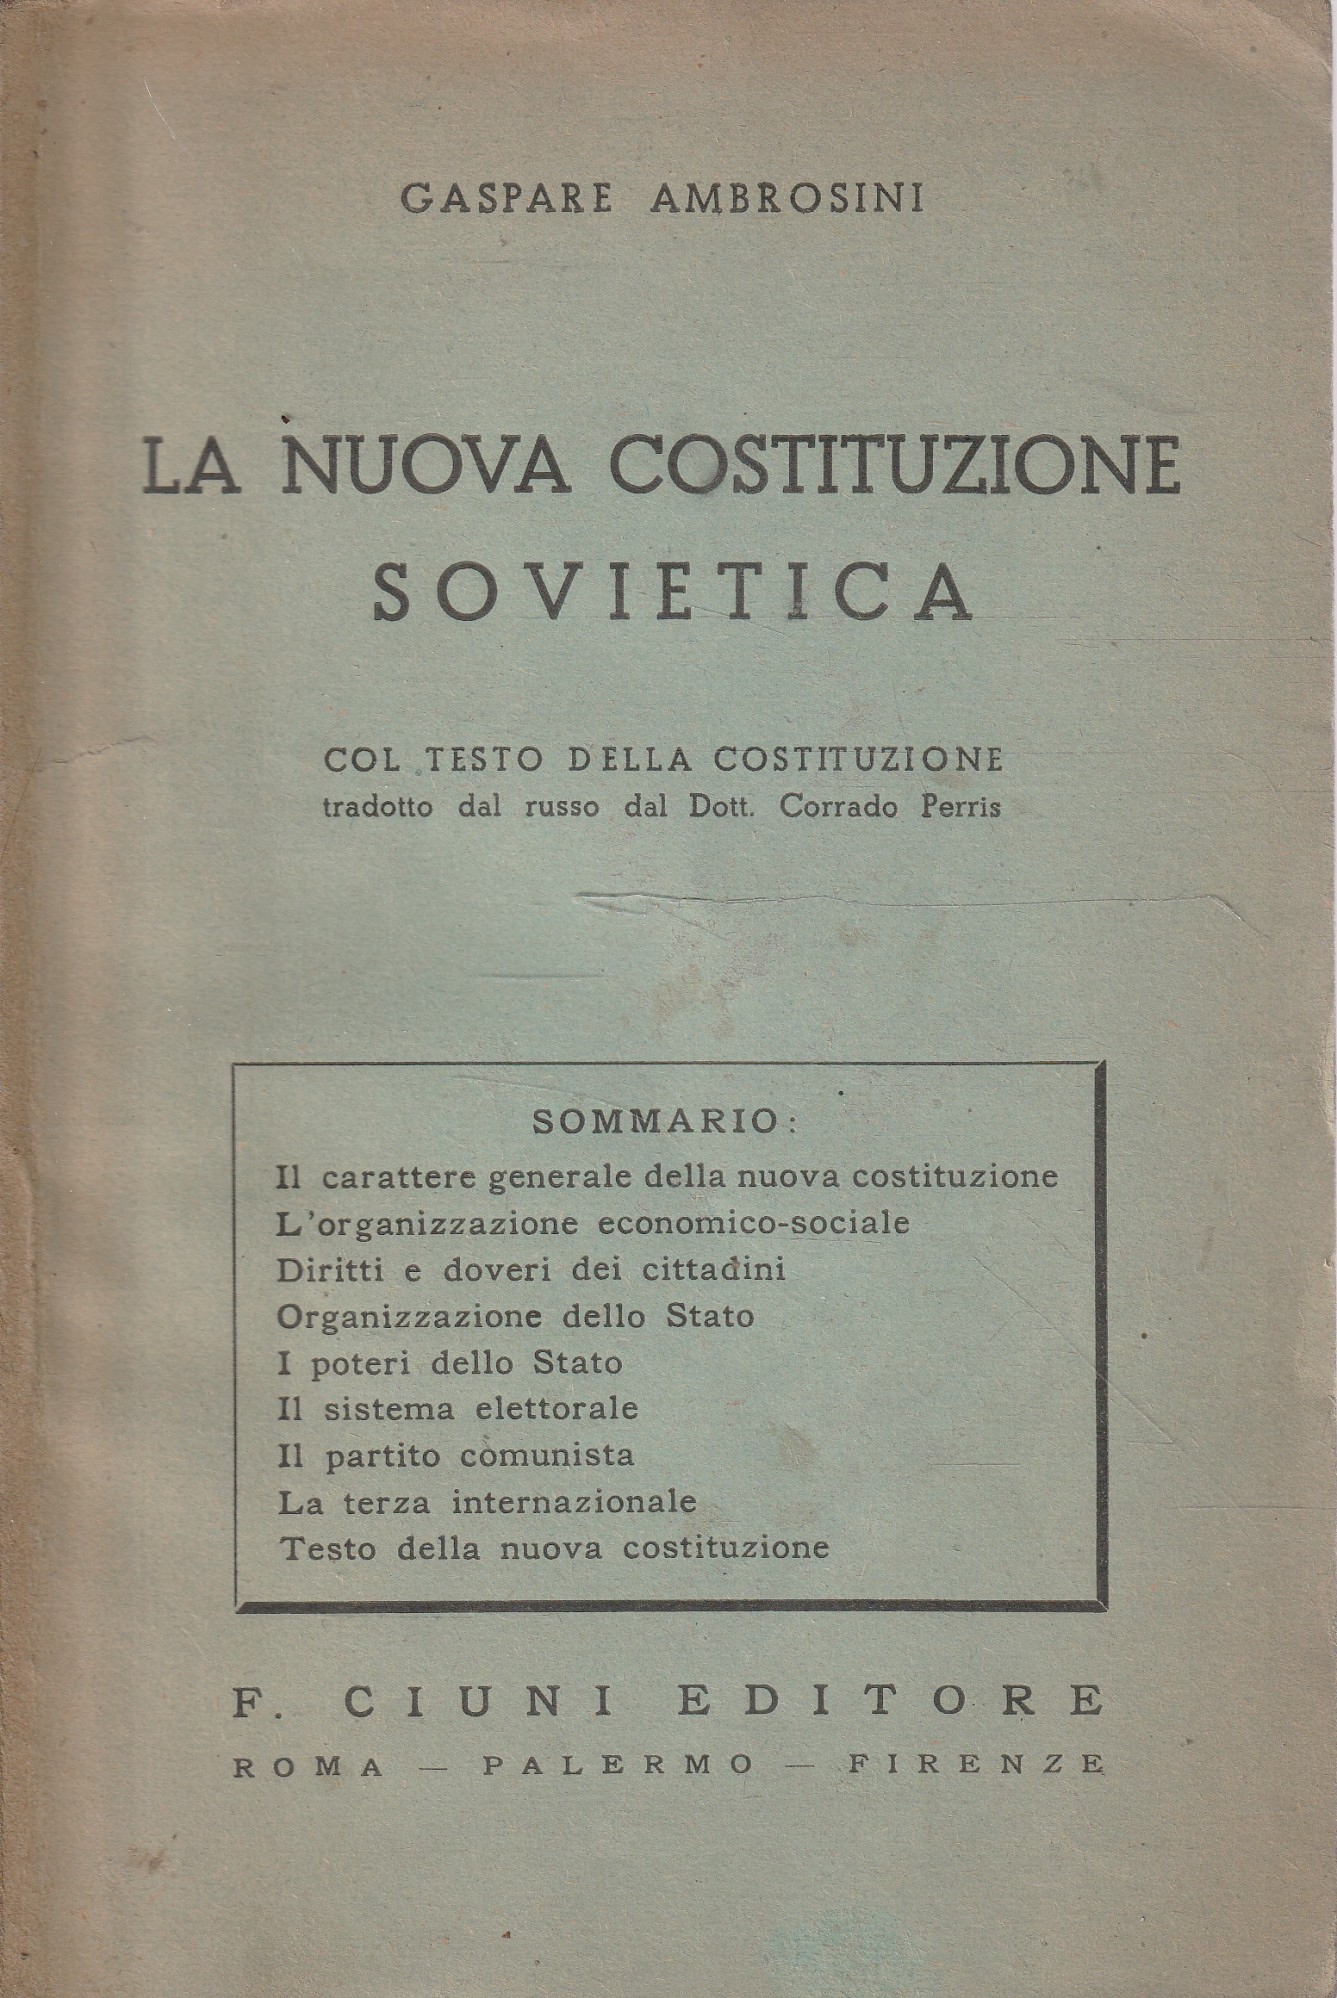 GASPARE AMBROSINI
LA NUOVA COSTITUZIONE
SOVIETICA
COL TESTO DELLA COSTITUZIONE
tradotto dal russo dal Dott. Corrado Perris
SOMMARIO:
Il carattere generale della nuova costituzione
L'organizzazione economico-sociale
Diritti e doveri dei cittadini
Organizzazione dello Stato
I poteri dello Stato
Il sistema elettorale
Il partito comunista
La terza internazionale
Testo della nuova costituzione
F. CIUNI EDITORE
ROMA — PALERMO — FIRENZE